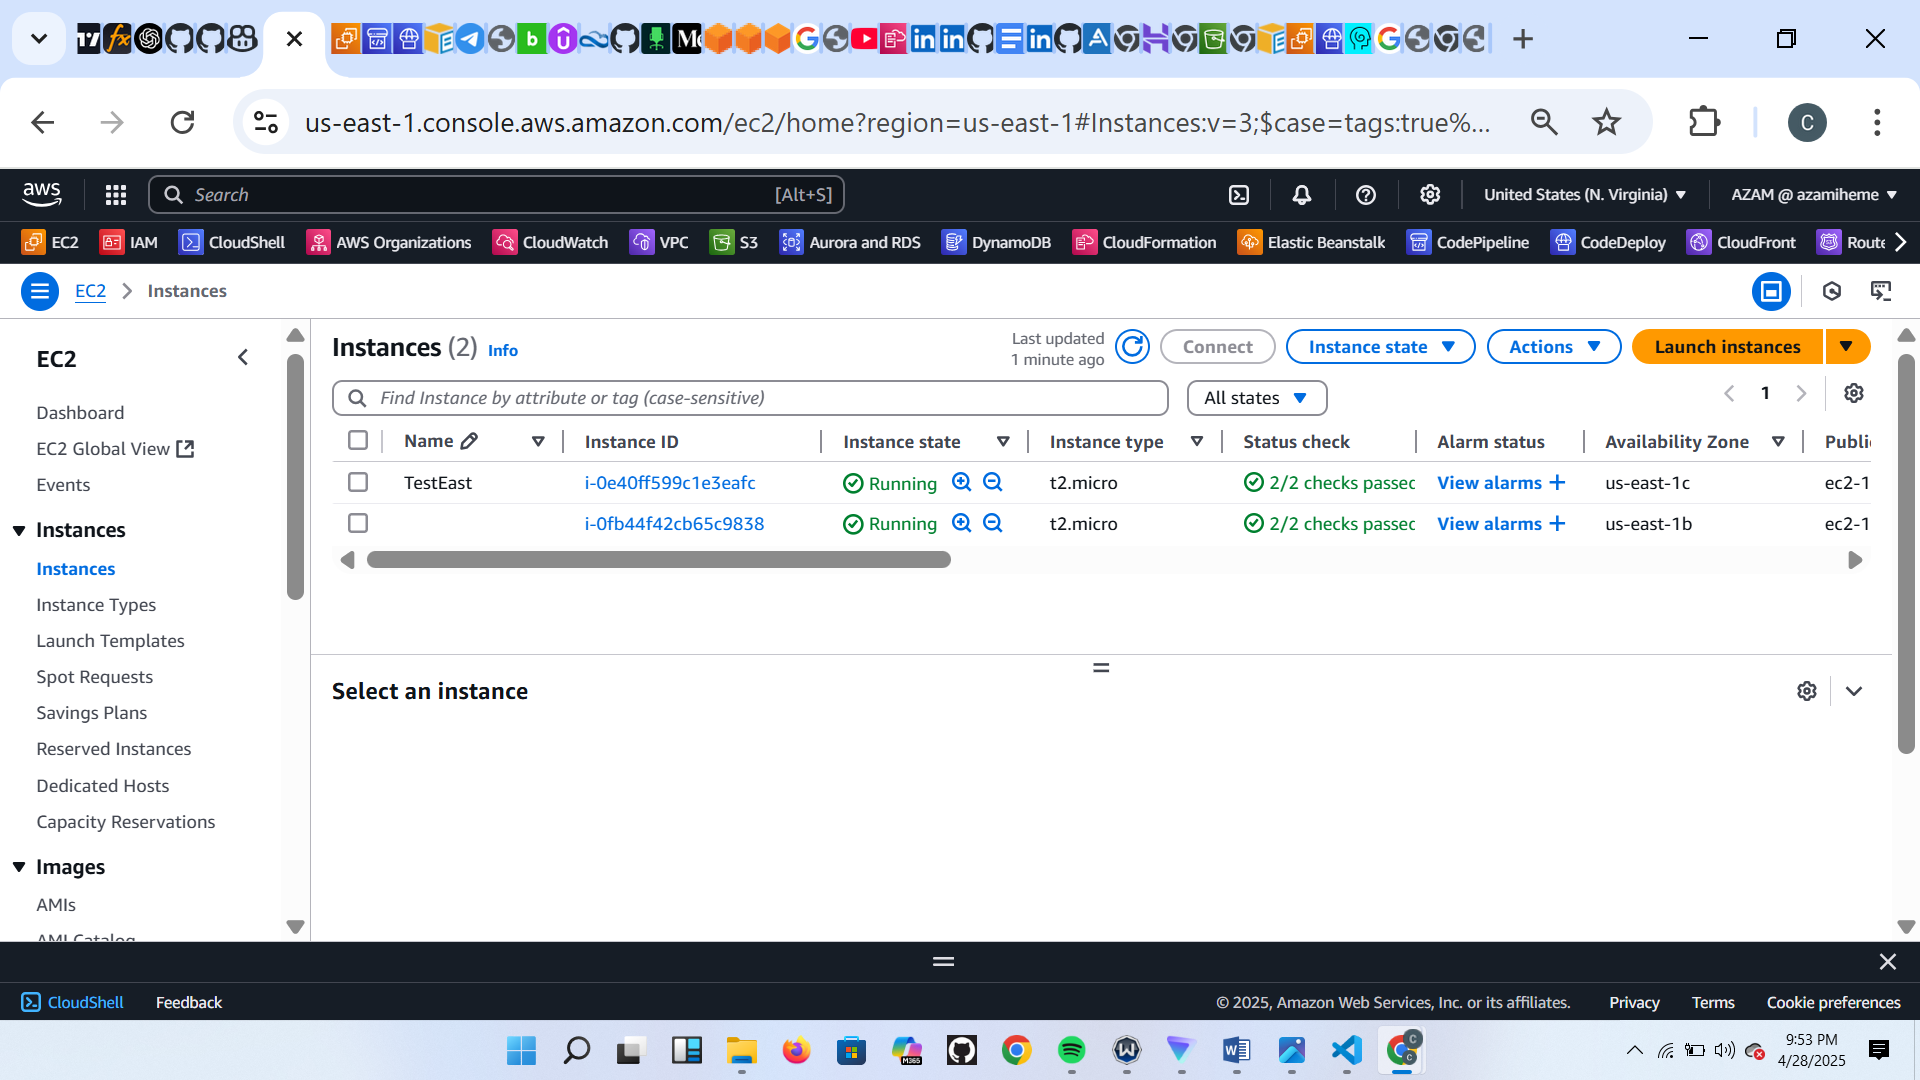 us-east-1.console.aws.amazon.com/ec2/home?region=us-east-1#Instances:v=3;$case=tags:true%...
C
aws
Search
[Alt+S]
United States (N. Virginia)
AZAM @ azamiheme
EC2
IAM
CloudShell
AWS Organizations
CloudWatch
VPC
S3
Aurora and RDS
DynamoDB
CloudFormation
Elastic Beanstalk
CodePipeline
CodeDeploy
CloudFront
Route
EC2
Instances
EC2
Dashboard
EC2 Global View
Events
Instances
Instances
Instance Types
Launch Templates
Spot Requests
Savings Plans
Reserved Instances
Dedicated Hosts
Capacity Reservations
Images
AMIs
AMI Catalog
Instances (2) Info
Last updated
1 minute ago
Connect
Instance state
Actions
Launch instances
Find Instance by attribute or tag (case-sensitive)
All states
1
Name Instance ID Instance state Instance type Status check Alarm status Availability Zone Publi
TestEast i-0e40ff599c1e3eafc Running t2.micro 2/2 checks passec View alarms + us-east-1c ec2-1
i-0fb44f42cb65c9838 Running t2.micro 2/2 checks passec View alarms + us-east-1b ec2-1
Select an instance
CloudShell
Feedback
© 2025, Amazon Web Services, Inc. or its affiliates.
Privacy
Terms
Cookie preferences
9:53 PM
4/28/2025